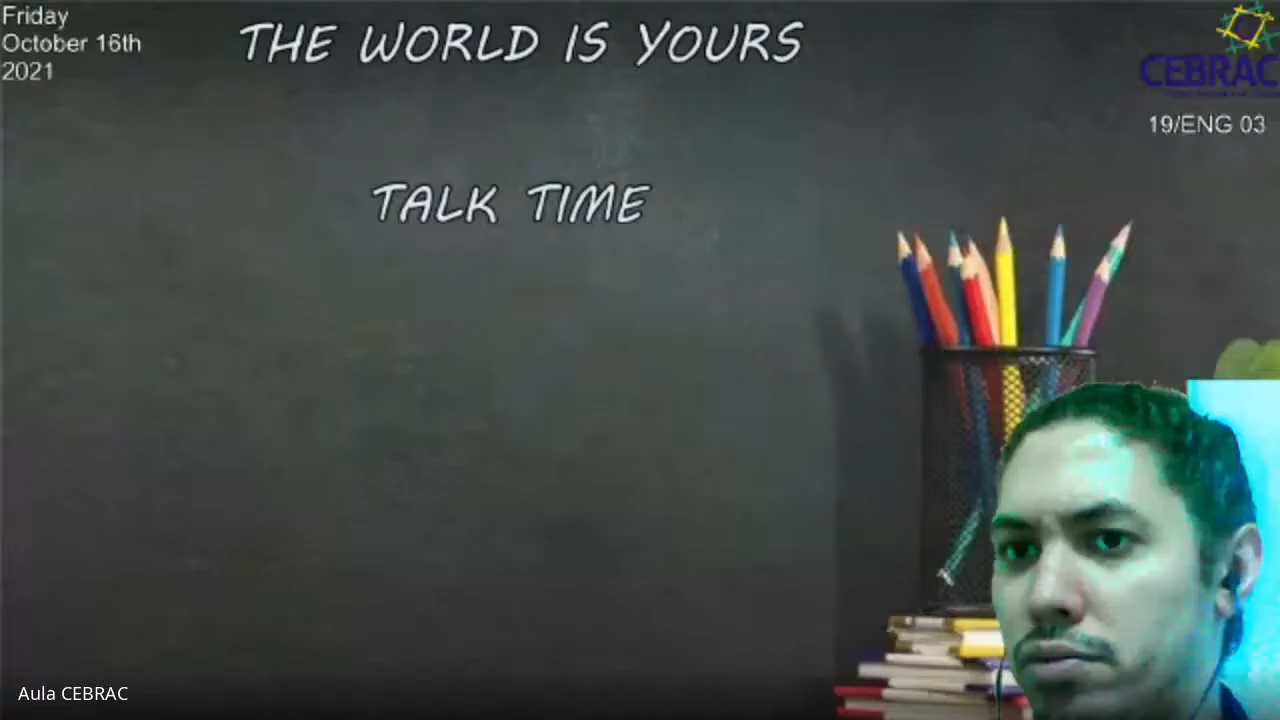 Friday
October 16th
2021
THE WORLD IS YOURS
CEBRAC
19/ENG 03
TALK TIME
Aula CEBRAC